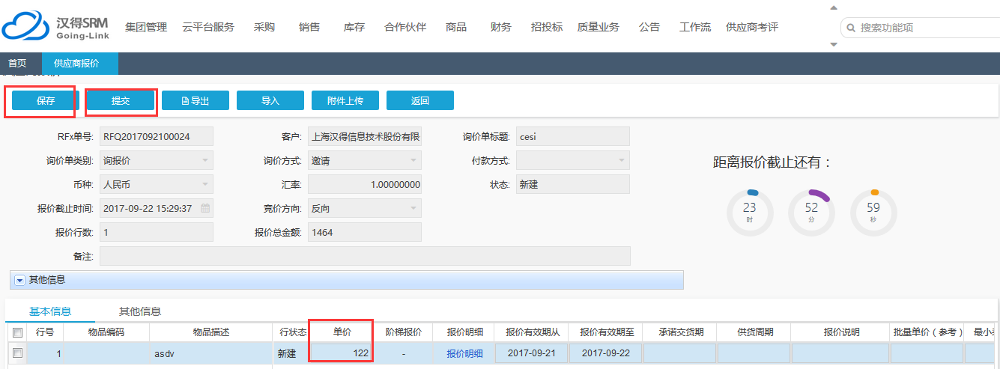 汉得SRM
Going-Link
集团管理 云平台服务 采购 销售 库存 合作伙伴 商品 财务 招投标 质量业务 公告 工作流 供应商考评
搜索功能项
首页 供应商报价
保存 提交 导出 导入 附件上传 返回
RFx单号: RFQ2017092100024 客户: 上海汉得信息技术股份有限 询价单标题: cesi
询价单类别: 询报价 询价方式: 邀请 付款方式:
距离报价截止还有：
币种: 人民币 汇率: 1.00000000 状态: 新建
报价截止时间: 2017-09-22 15:29:37 竞价方向: 反向
23 52 59
时 分 秒
报价行数: 1 报价总金额: 1464
备注:
其他信息
基本信息 其他信息
行号 物品编码 物品描述 行状态 单价 阶梯报价 报价明细 报价有效期从 报价有效期至 承诺交货期 供货周期 报价说明 批量单价（参考） 最小
1 asdv 新建 122 - 报价明细 2017-09-21 2017-09-22